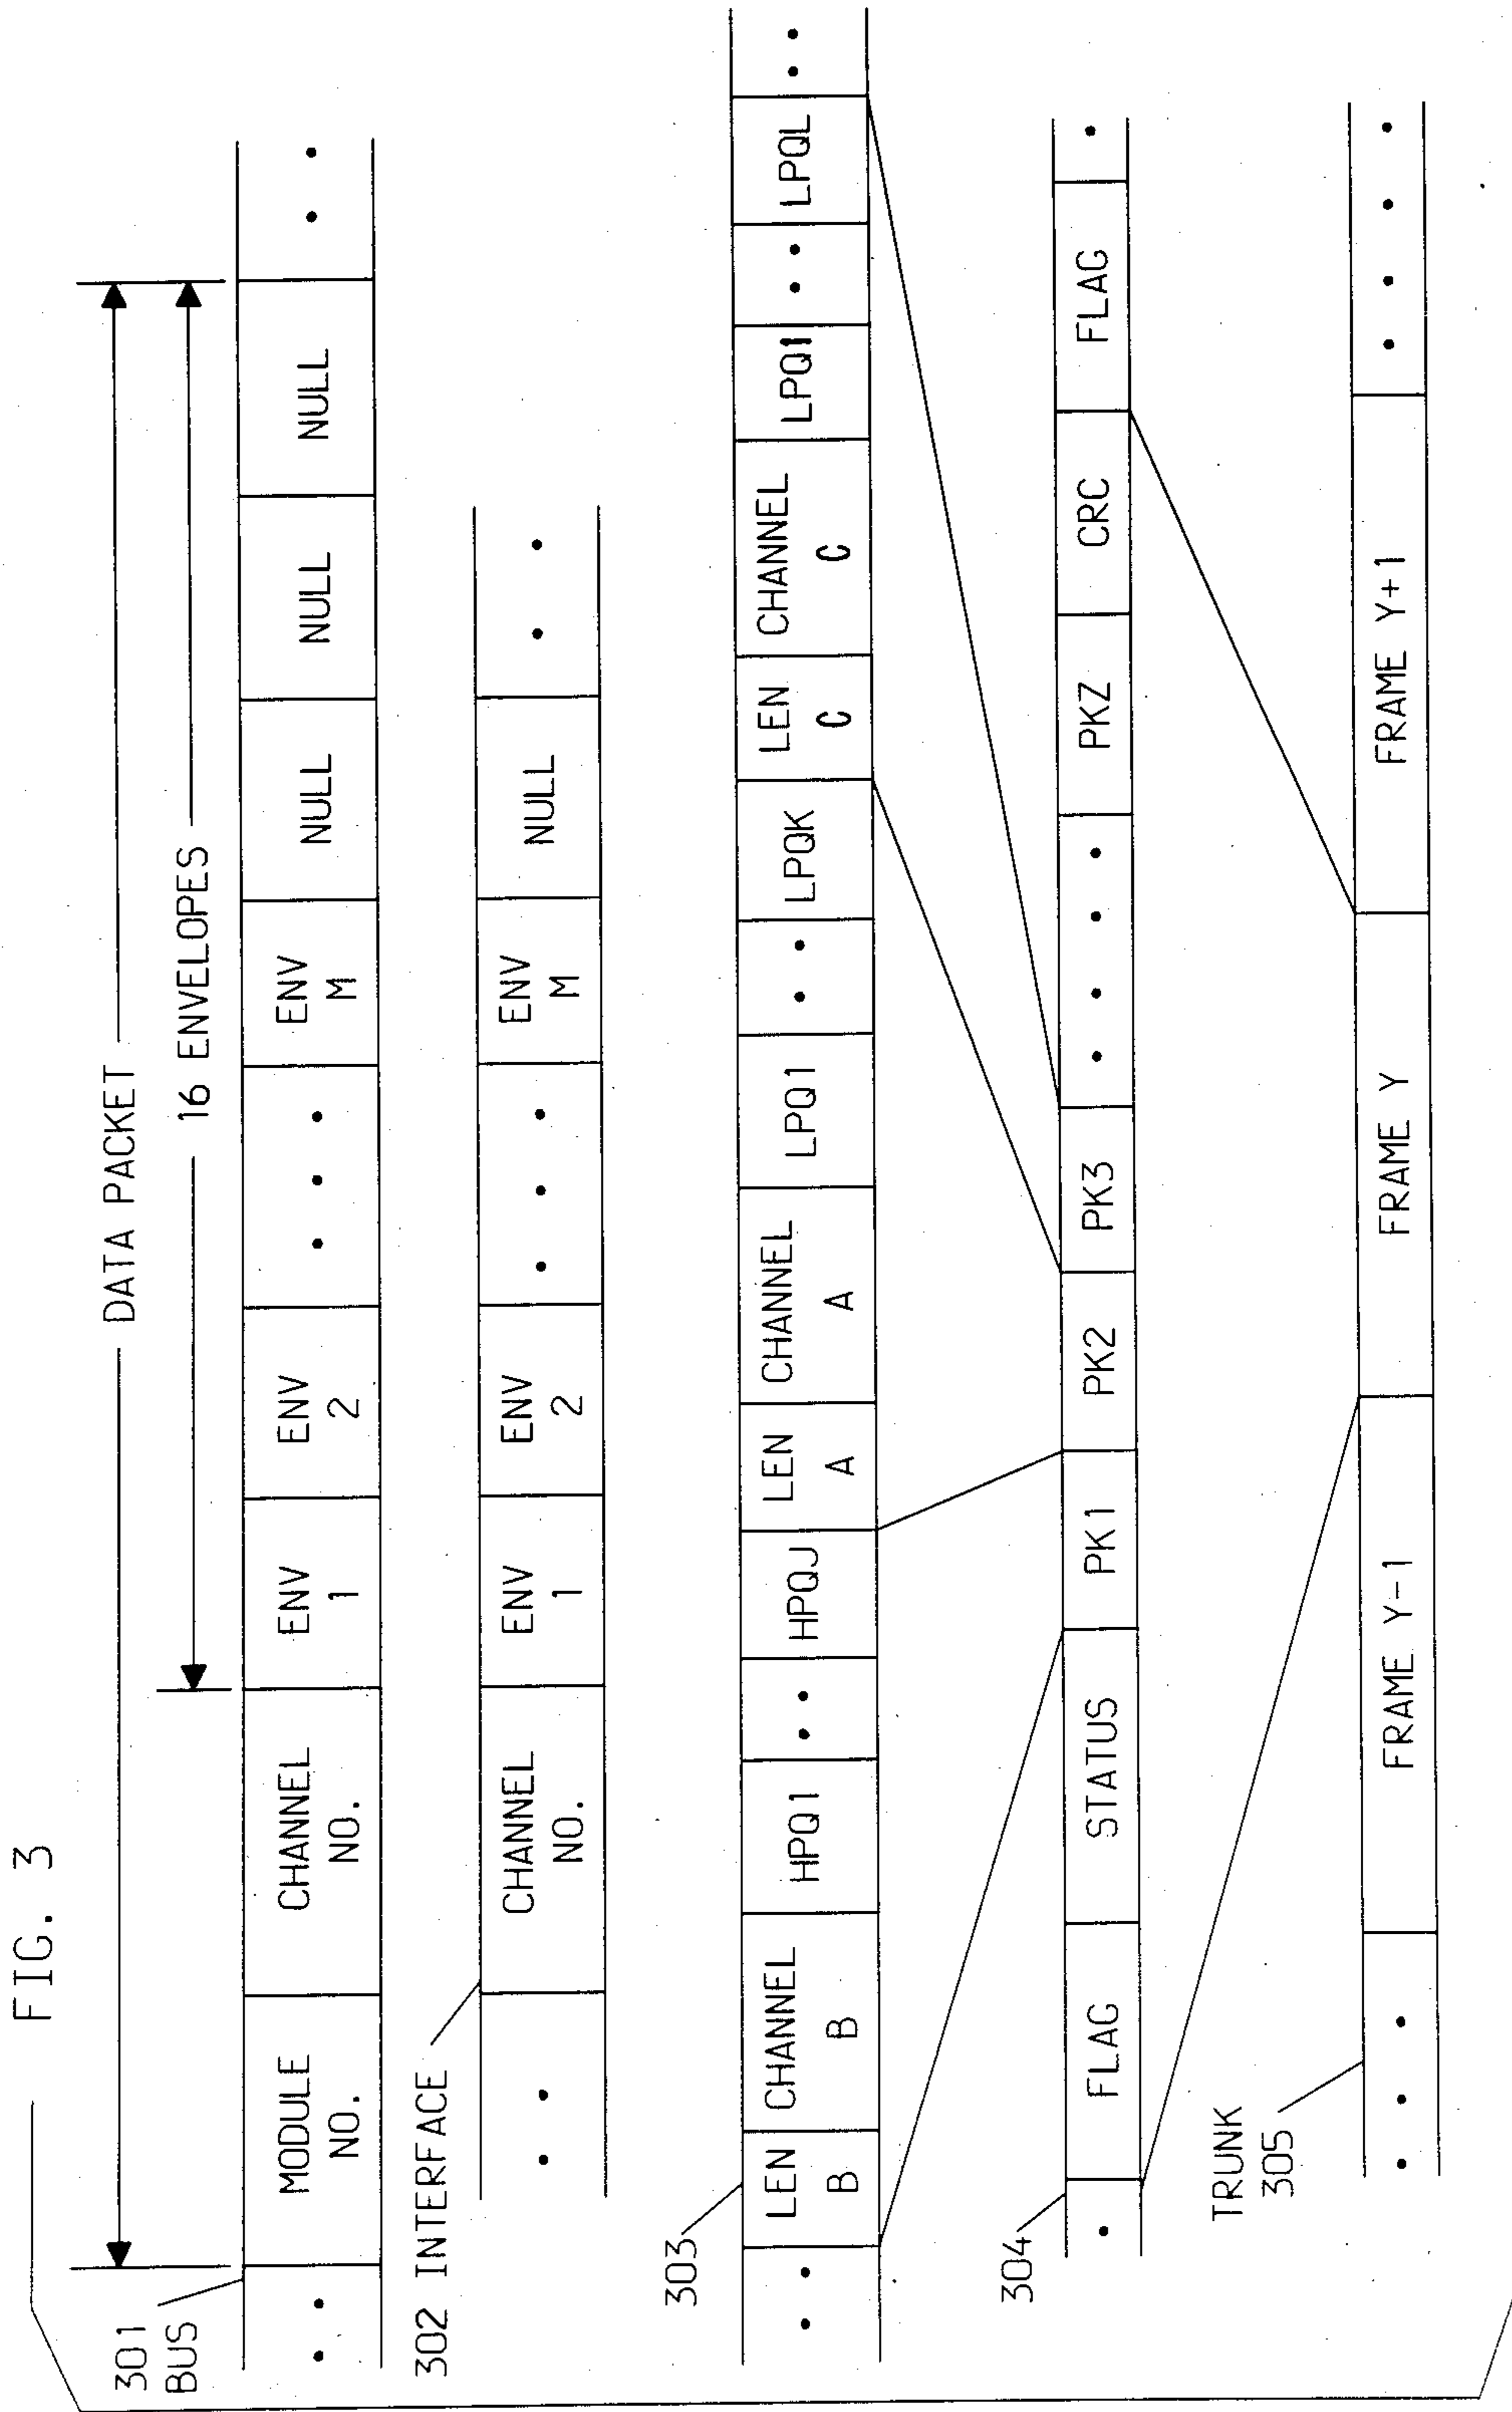 FIG. 3
DATA PACKET
16 ENVELOPES
301
BUS
MODULE NO.
CHANNEL NO.
ENV 1
ENV 2
• • •
ENV M
NULL
NULL
NULL
302 INTERFACE
CHANNEL NO.
ENV 1
ENV 2
• • •
ENV M
NULL
303
LEN B
CHANNEL B
HPQ1
• •
HPQJ
LEN A
CHANNEL A
LPQ1
• •
LPQK
LEN C
CHANNEL C
LPQ1
• •
LPQL
304
FLAG
STATUS
PK1
PK2
PK3
• • • •
PKZ
CRC
FLAG
TRUNK
305
FRAME Y-1
FRAME Y
FRAME Y+1